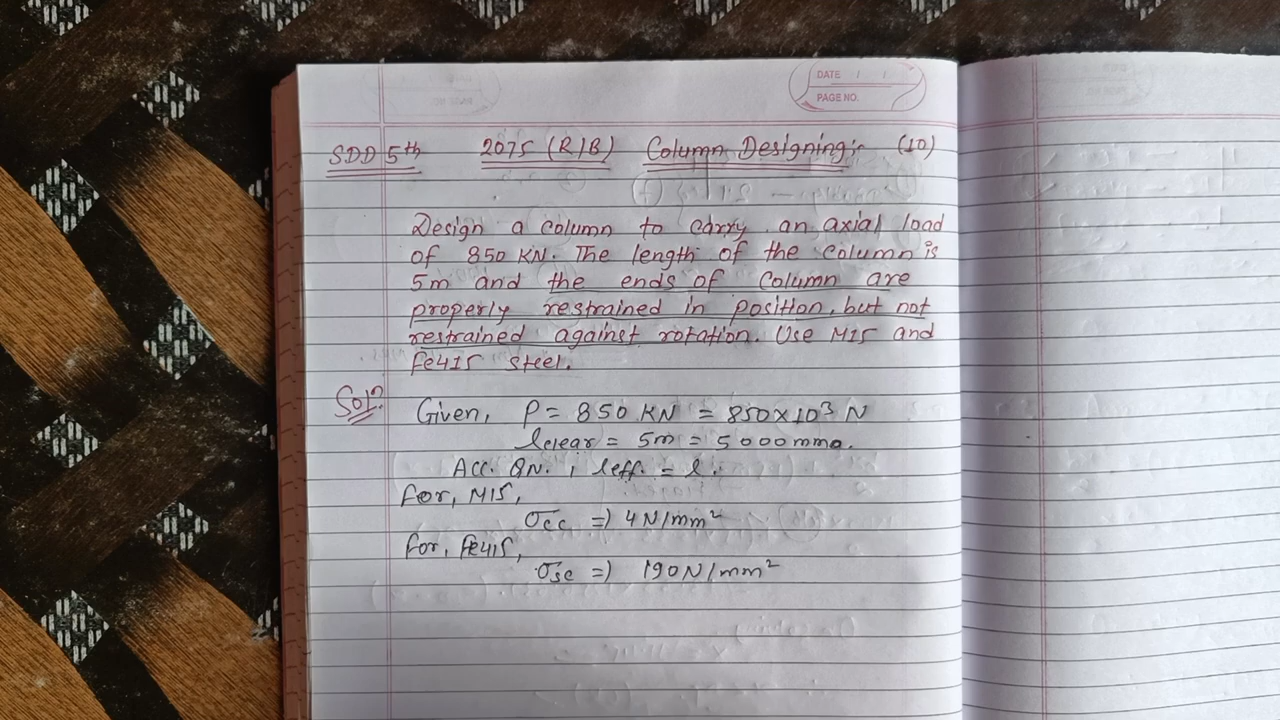 DATE / /
PAGE NO.
SDD 5th 2075 (R/B) Column Designing:- (10)
Design a column to carry an axial load
of 850 KN. The length of the column is
5m and the ends of column are
properly restrained in position, but not
restrained against rotation. Use M15 and
Fe415 steel.
Soln: Given, P = 850 KN = 850×10³ N
lclear = 5m = 5000mm.
Acc. QN. , leff. = l.
For, M15,
σcc => 4 N/mm²
For, Fe415,
σsc => 190 N/mm²